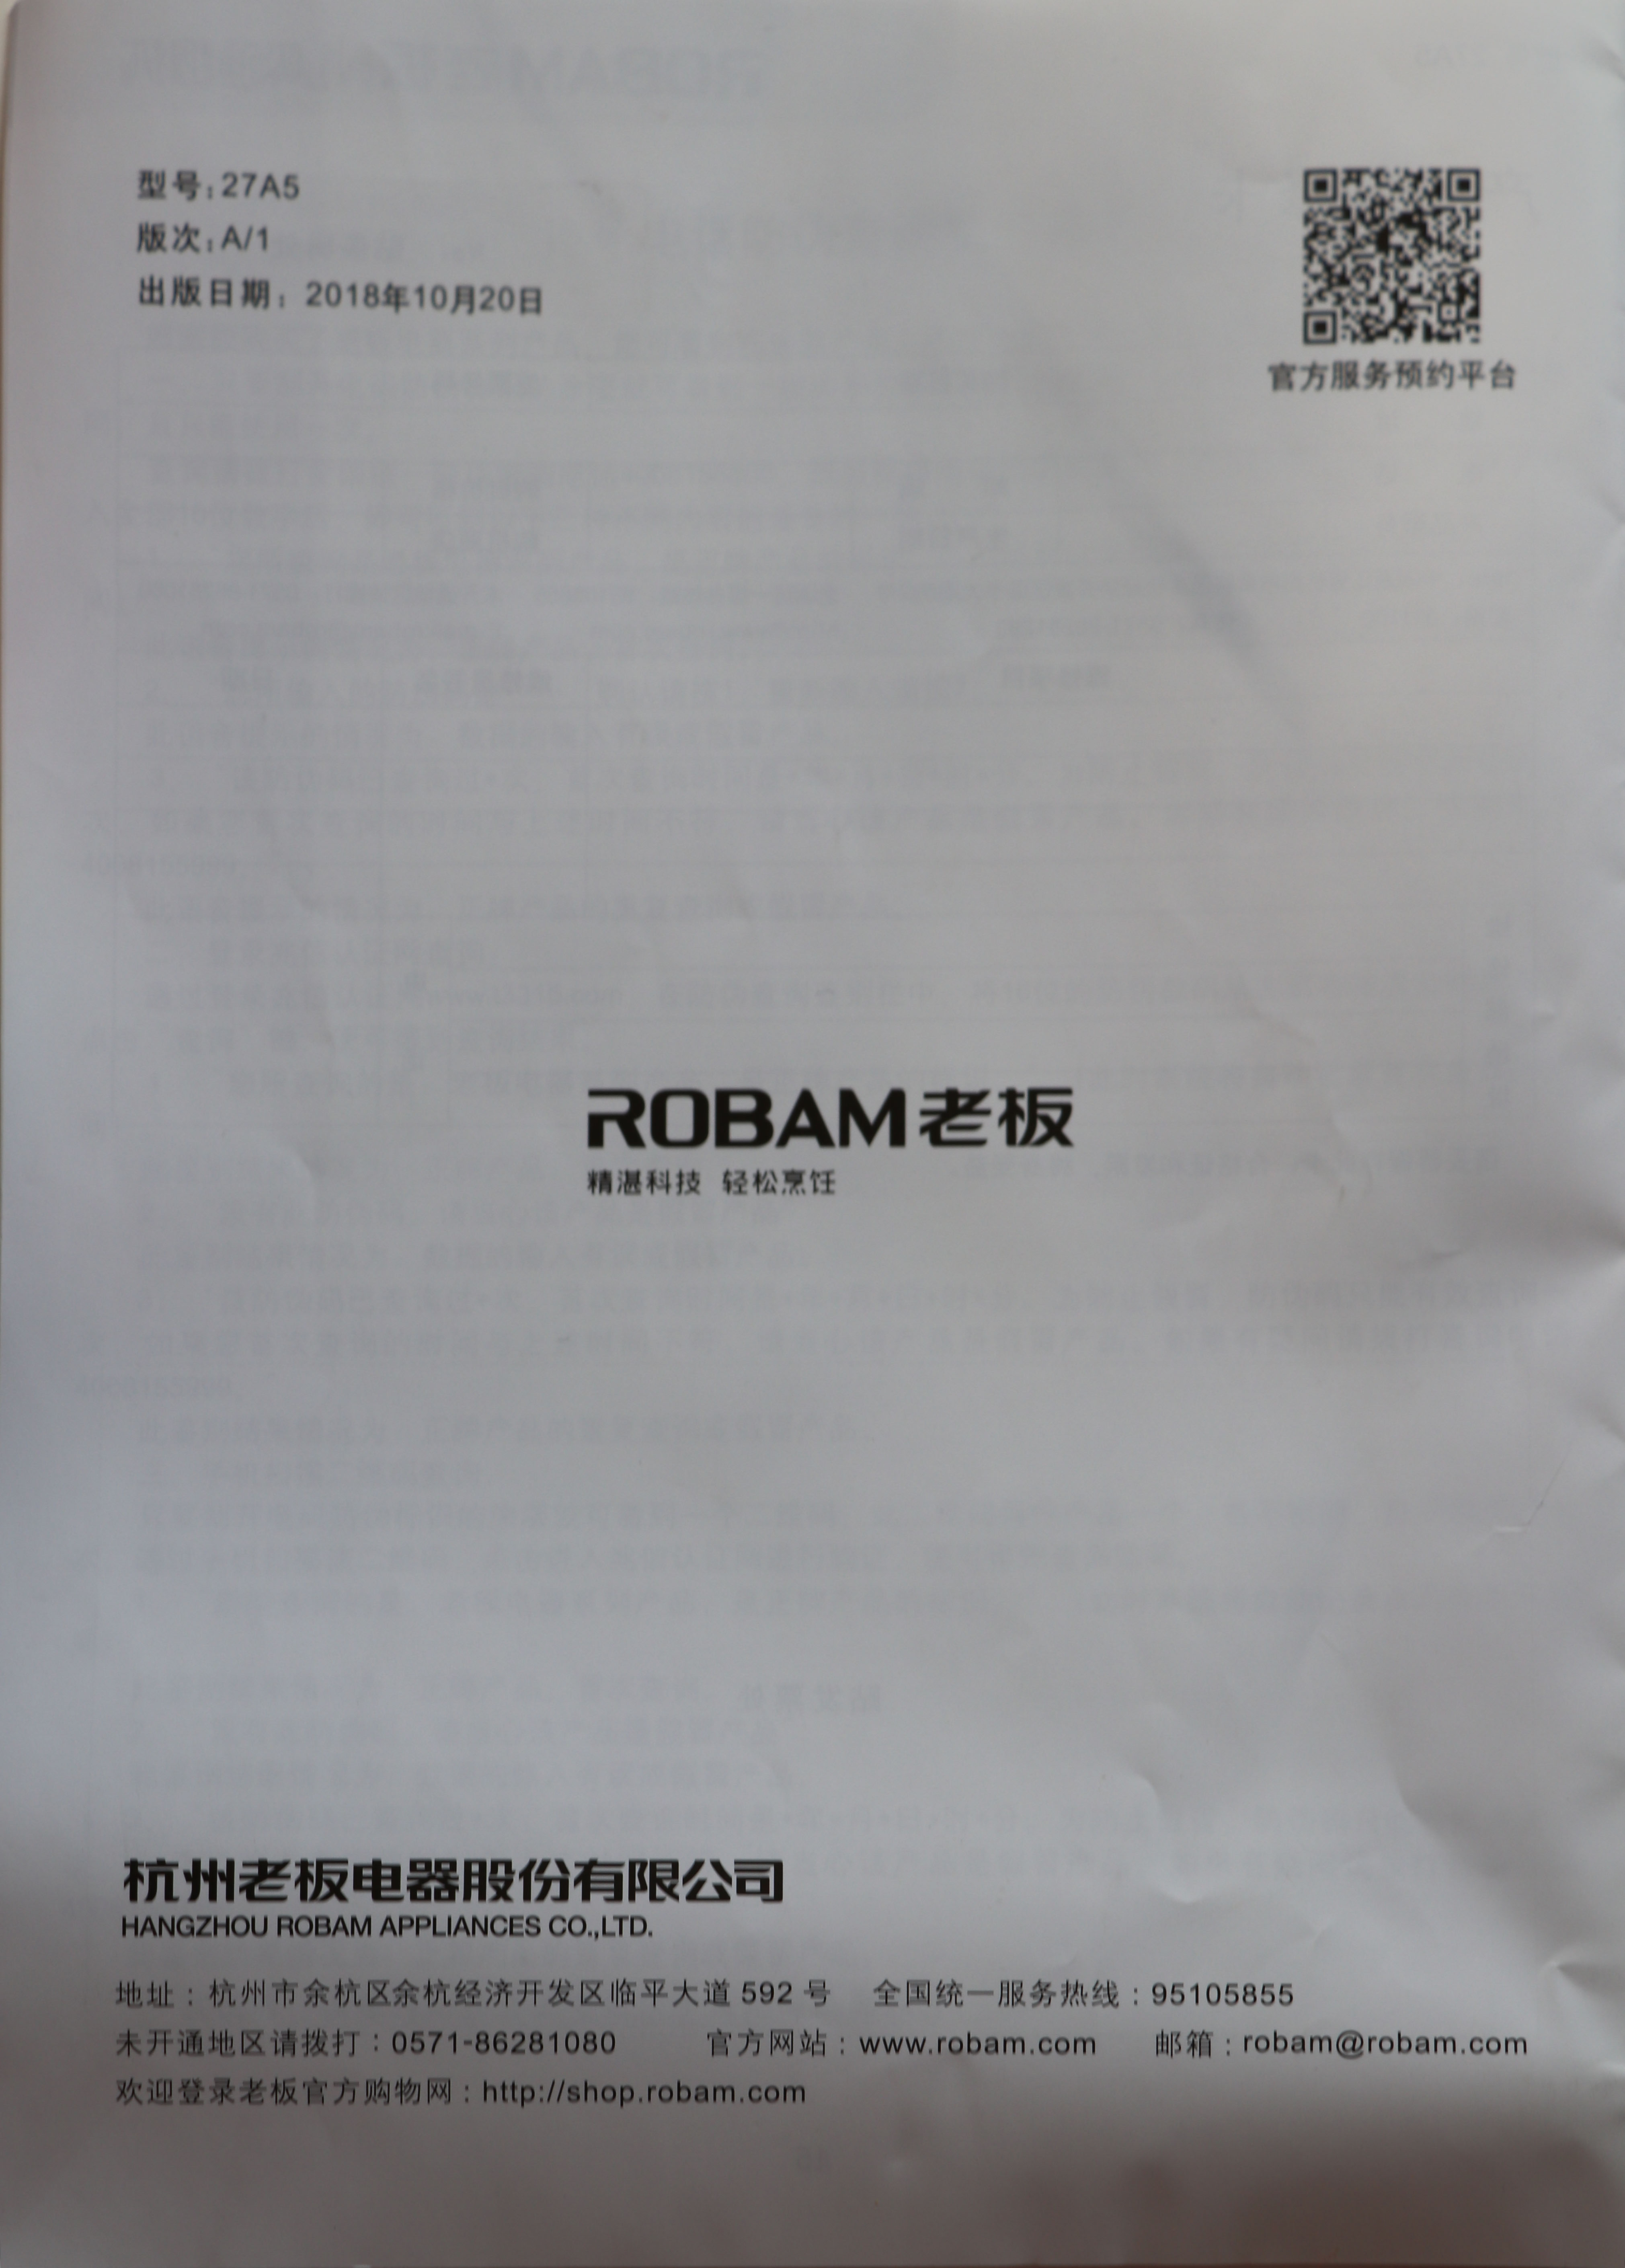 型号：27A5
版次：A/1
出版日期：2018年10月20日
官方服务预约平台
ROBAM老板
精湛科技 轻松烹饪
杭州老板电器股份有限公司
HANGZHOU ROBAM APPLIANCES CO.,LTD.
地址：杭州市余杭区余杭经济开发区临平大道 592 号 全国统一服务热线：95105855
未开通地区请拨打：0571-86281080 官方网站：www.robam.com 邮箱：robam@robam.com
欢迎登录老板官方购物网：http://shop.robam.com